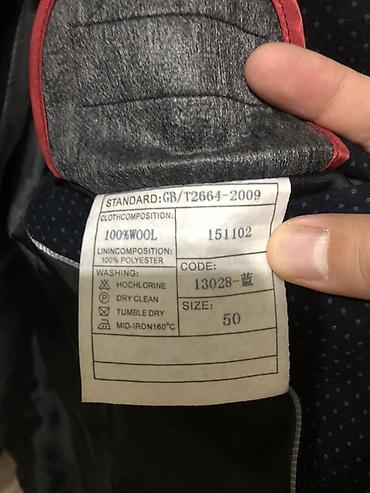 STANDARD:GB/T2664-2009
CLOTHCOMPOSITION:
100%WOOL 151102
LININCOMPOSITION:
100% POLYESTER
WASHING: CODE:
HOCHLORINE 13028-蓝
DRY CLEAN
TUMBLE DRY SIZE:
MID-IRON160°C 50